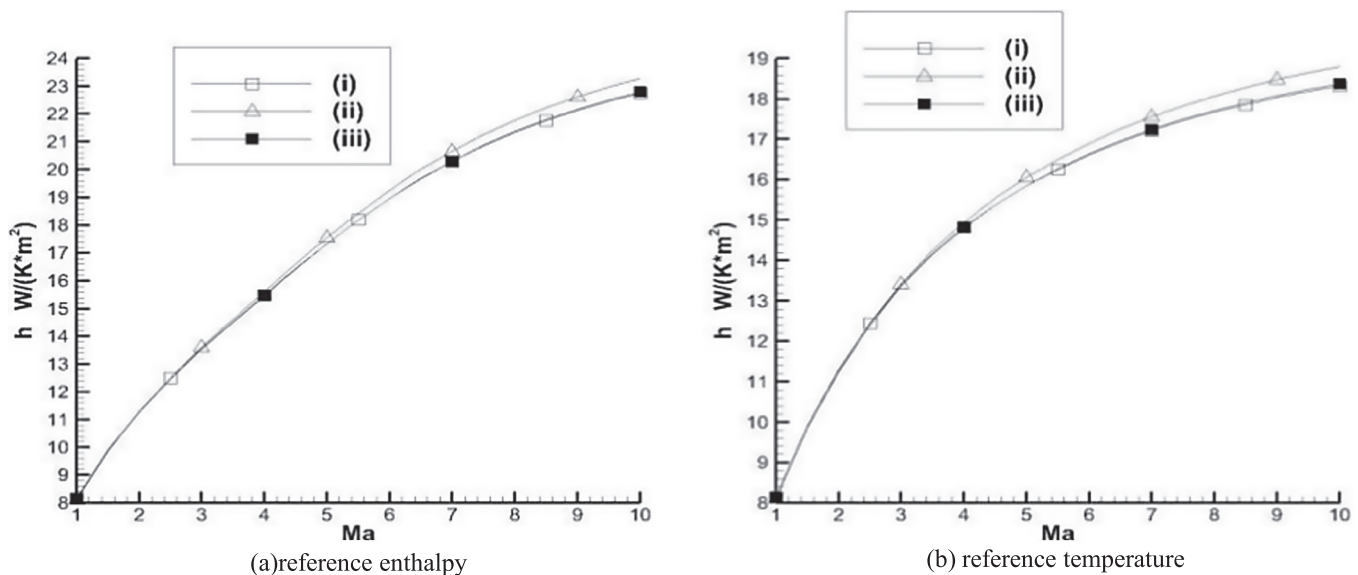 24
23
22
21
20
19
18
17
16
15
14
13
12
11
10
9
8
h W/(K*m²)
(i)
(ii)
(iii)
1 2 3 4 5 6 7 8 9 10
Ma
(a)reference enthalpy
19
18
17
16
15
14
13
12
11
10
9
8
h W/(K*m²)
(i)
(ii)
(iii)
1 2 3 4 5 6 7 8 9 10
Ma
(b) reference temperature